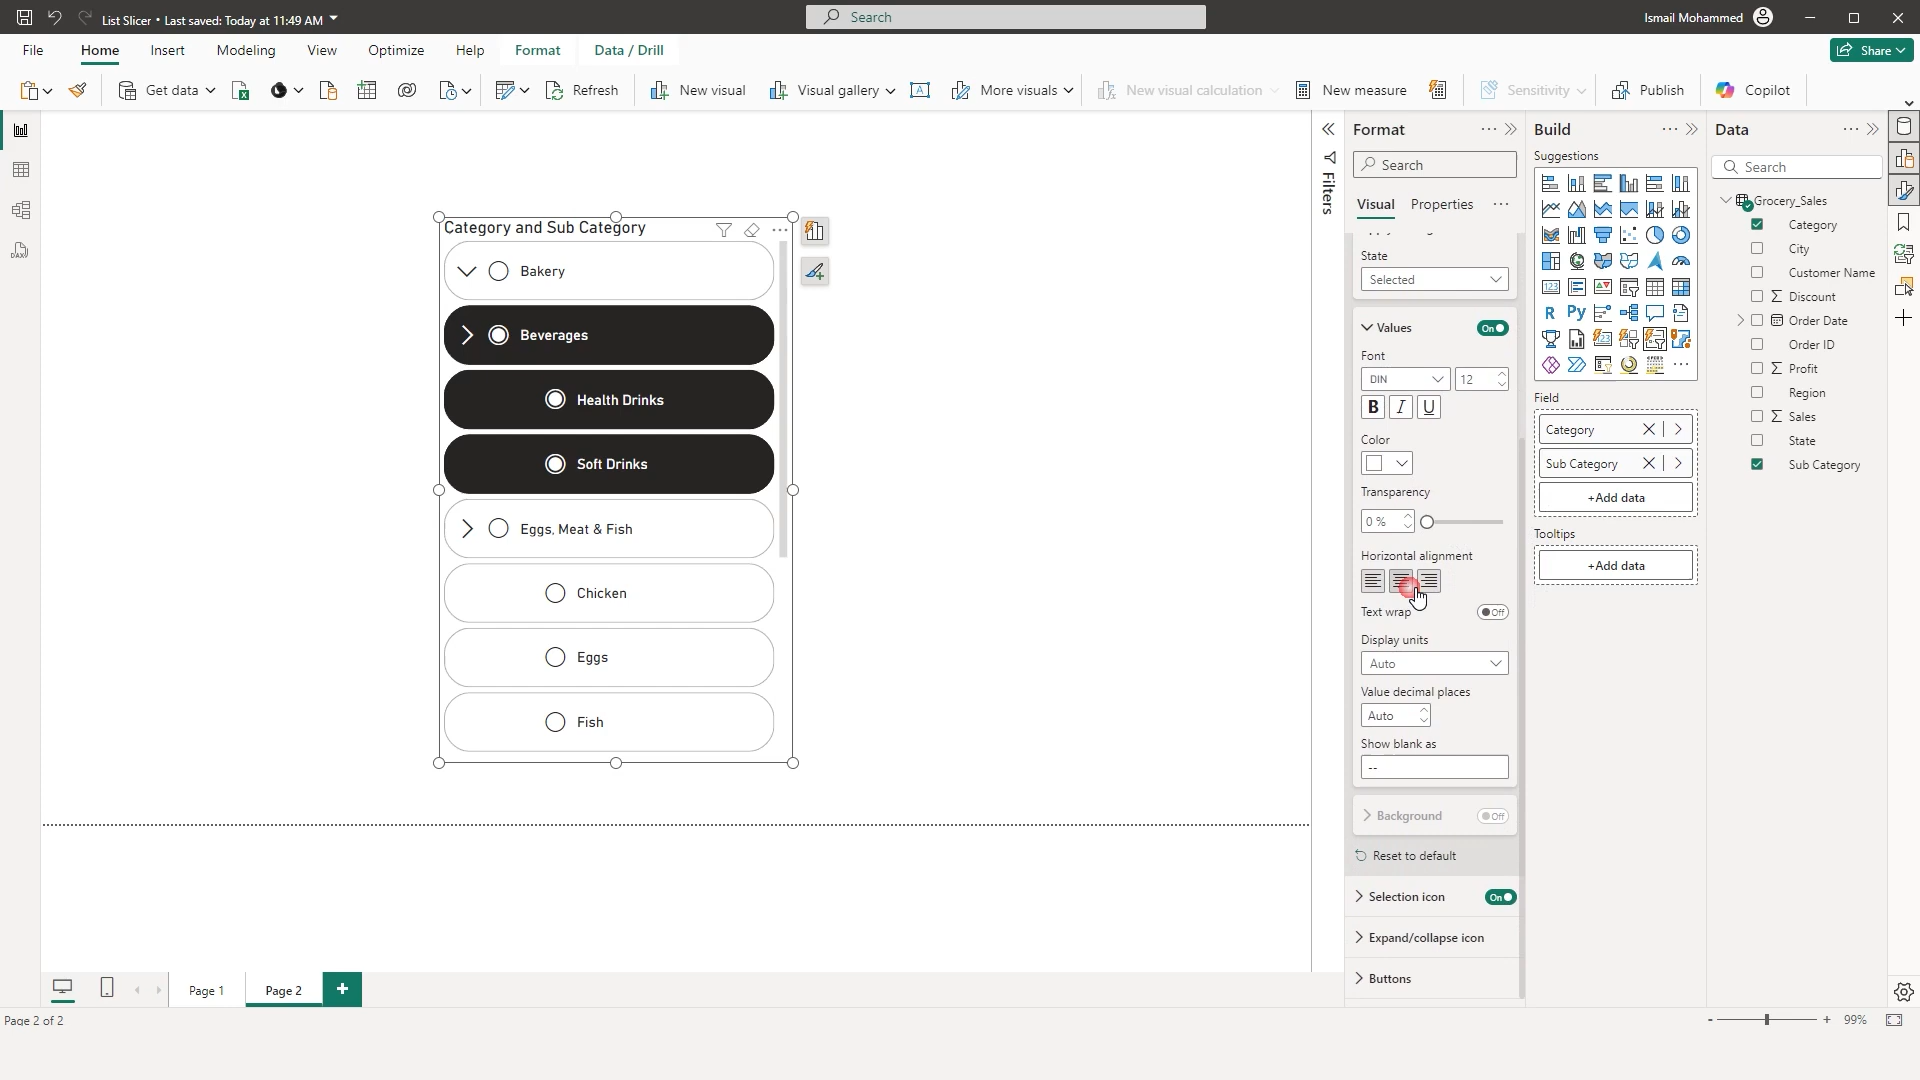 List Slicer • Last saved: Today at 11:49 AM
Search
Ismail Mohammed
File Home Insert Modeling View Optimize Help Format Data / Drill
Share
Get data
Refresh
New visual
Visual gallery
More visuals
New visual calculation
New measure
Sensitivity
Publish
Copilot
Category and Sub Category
Bakery
Beverages
Health Drinks
Soft Drinks
Eggs, Meat & Fish
Chicken
Eggs
Fish
Filters
Format
Search
Visual Properties
State
Selected
Values On
Font
DIN 12
B I U
Color
Transparency
0 %
Horizontal alignment
Text wrap Off
Display units
Auto
Value decimal places
Auto
Show blank as
--
Background Off
Reset to default
Selection icon On
Expand/collapse icon
Buttons
Build
Suggestions
R Py
Field
Category
Sub Category
+Add data
Tooltips
+Add data
Data
Search
Grocery_Sales
Category
City
Customer Name
Discount
Order Date
Order ID
Profit
Region
Sales
State
Sub Category
DAX
Page 1 Page 2 +
Page 2 of 2
- + 99%